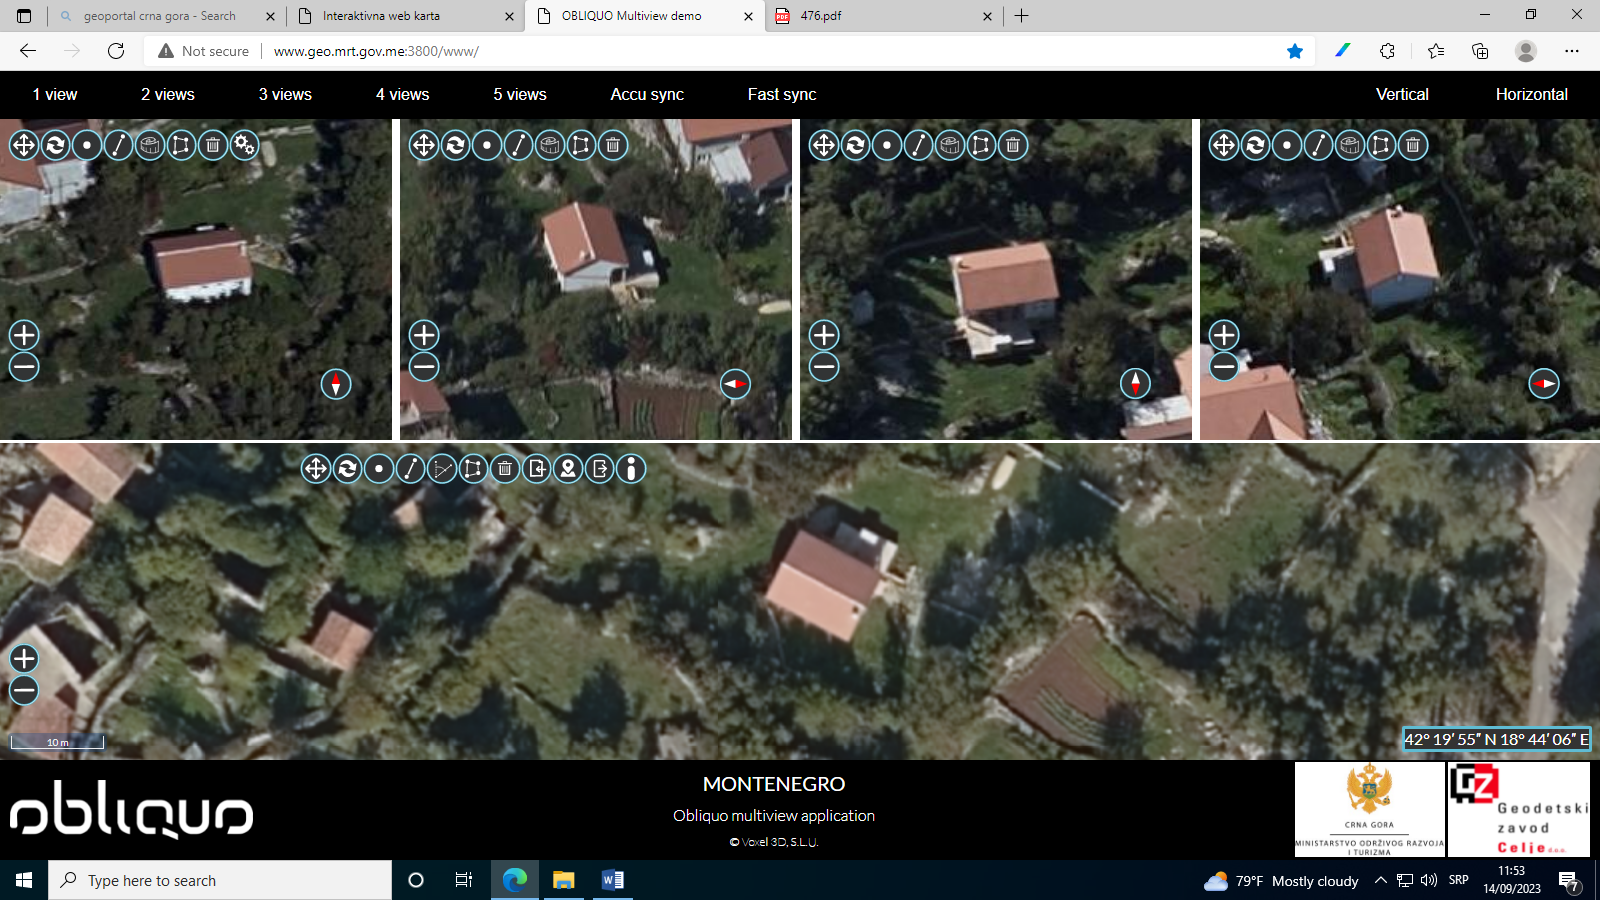 geoportal crna gora - Search
Interaktivna web karta
OBLIQUO Multiview demo
PDF
476.pdf
Not secure
www.geo.mrt.gov.me:3800/www/
1 view
2 views
3 views
4 views
5 views
Accu sync
Fast sync
Vertical
Horizontal
10 m
42° 19′ 55″ N 18° 44′ 06″ E
obliquo
MONTENEGRO
Obliquo multiview application
© Voxel 3D, S.L.U.
CRNA GORA
MINISTARSTVO ODRŽIVOG RAZVOJA
I TURIZMA
GZ
Geodetski
zavod
Celje d.o.o.
Type here to search
W
79°F Mostly cloudy
SRP
11:53
14/09/2023
7